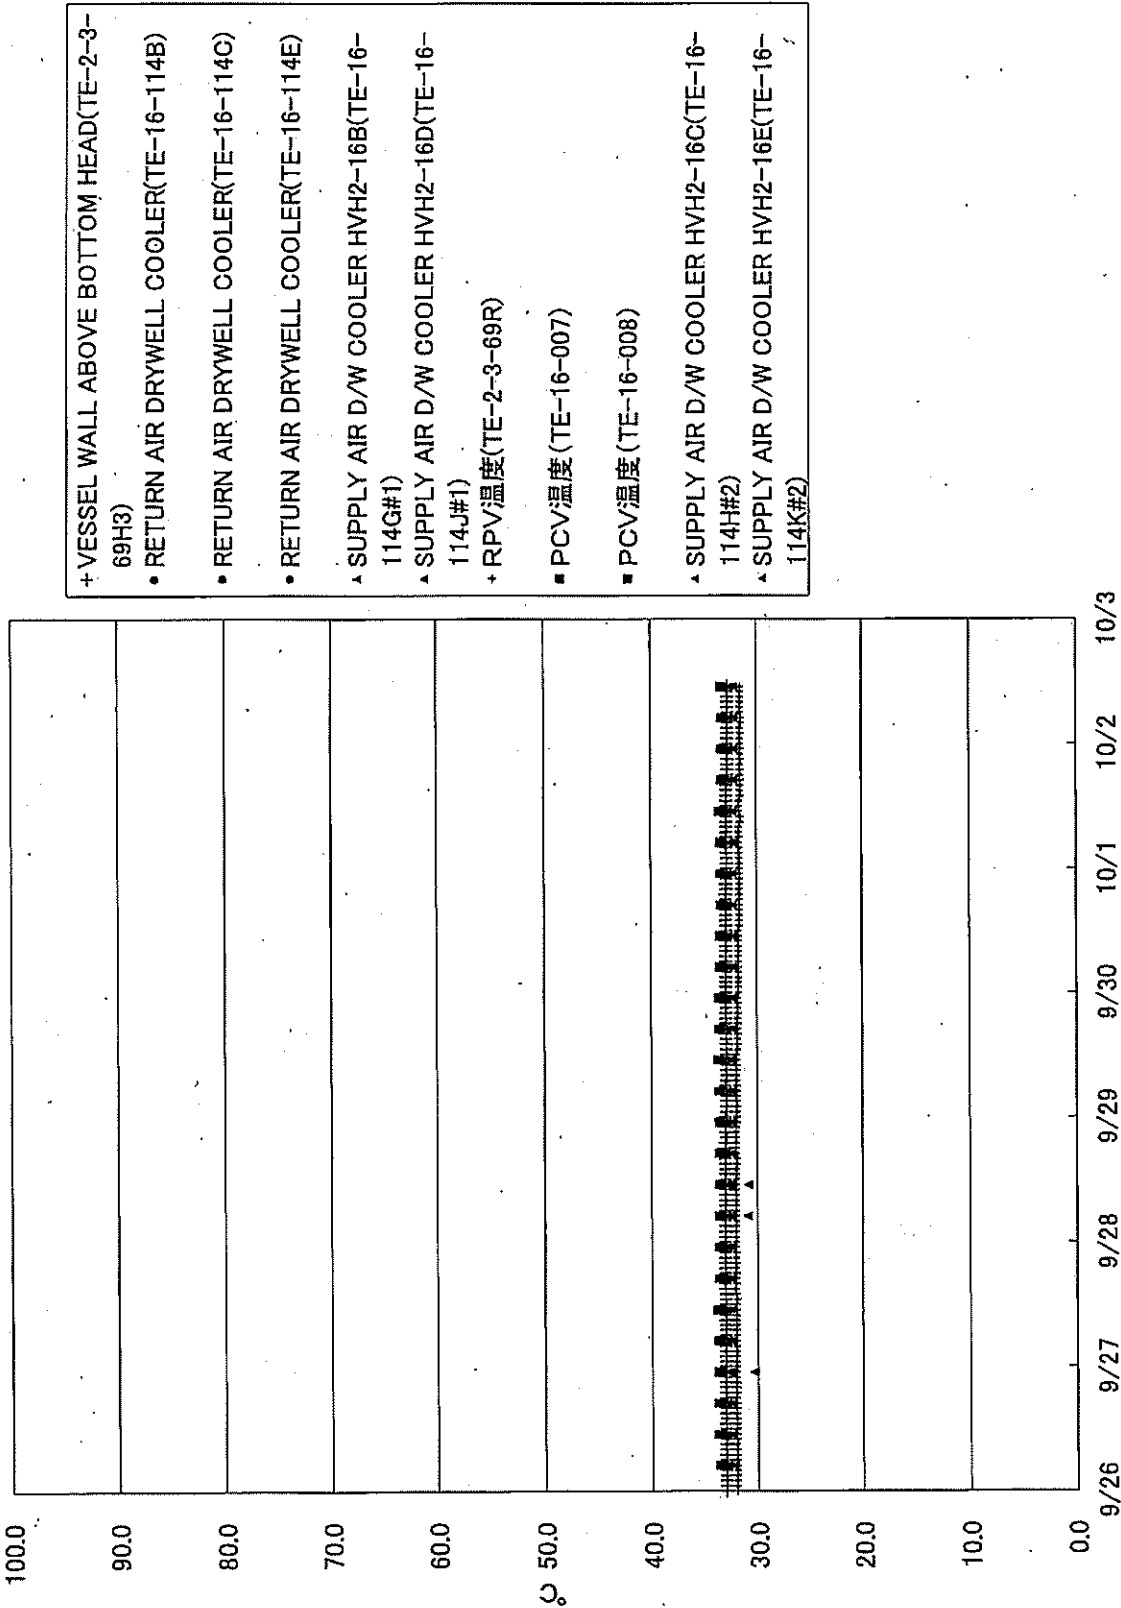 100.0
90.0
80.0
70.0
60.0
50.0
40.0
30.0
20.0
10.0
0.0
℃
9/26
9/27
9/28
9/29
9/30
10/1
10/2
10/3
+VESSEL WALL ABOVE BOTTOM HEAD(TE-2-3-
69H3)
• RETURN AIR DRYWELL COOLER(TE-16-114B)
• RETURN AIR DRYWELL COOLER(TE-16-114C)
• RETURN AIR DRYWELL COOLER(TE-16-114E)
▲ SUPPLY AIR D/W COOLER HVH2-16B(TE-16-
114G#1)
▲ SUPPLY AIR D/W COOLER HVH2-16D(TE-16-
114J#1)
+ RPV温度(TE-2-3-69R)
■ PCV温度(TE-16-007)
■ PCV温度(TE-16-008)
▲ SUPPLY AIR D/W COOLER HVH2-16C(TE-16-
114H#2)
▲ SUPPLY AIR D/W COOLER HVH2-16E(TE-16-
114K#2)